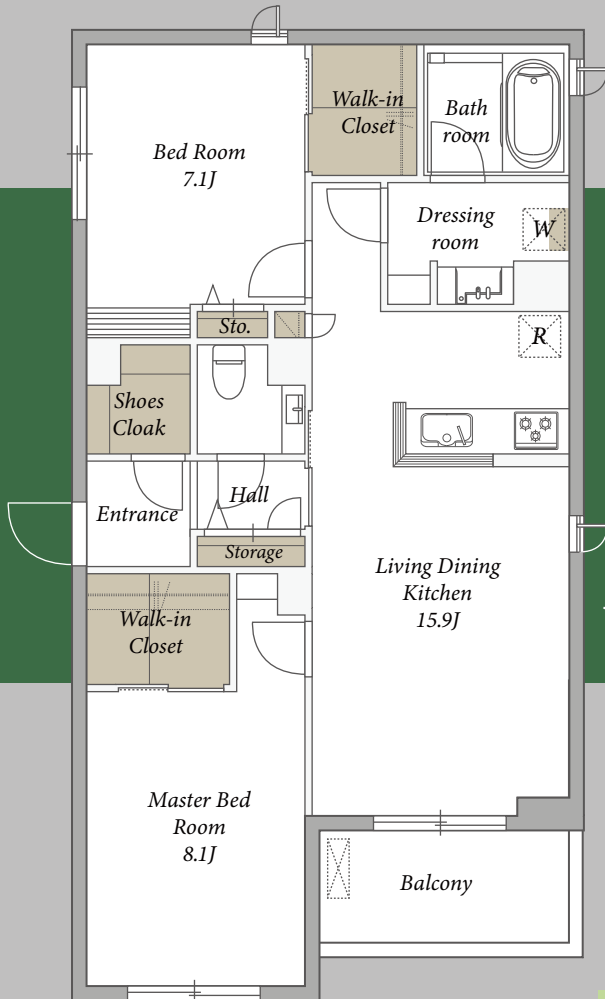 Walk-in
Closet
Bath
room
Bed Room
7.1J
Dressing
room
W
Sto.
R
Shoes
Cloak
Hall
Entrance
Storage
Living Dining
Kitchen
15.9J
Walk-in
Closet
Master Bed
Room
8.1J
Balcony